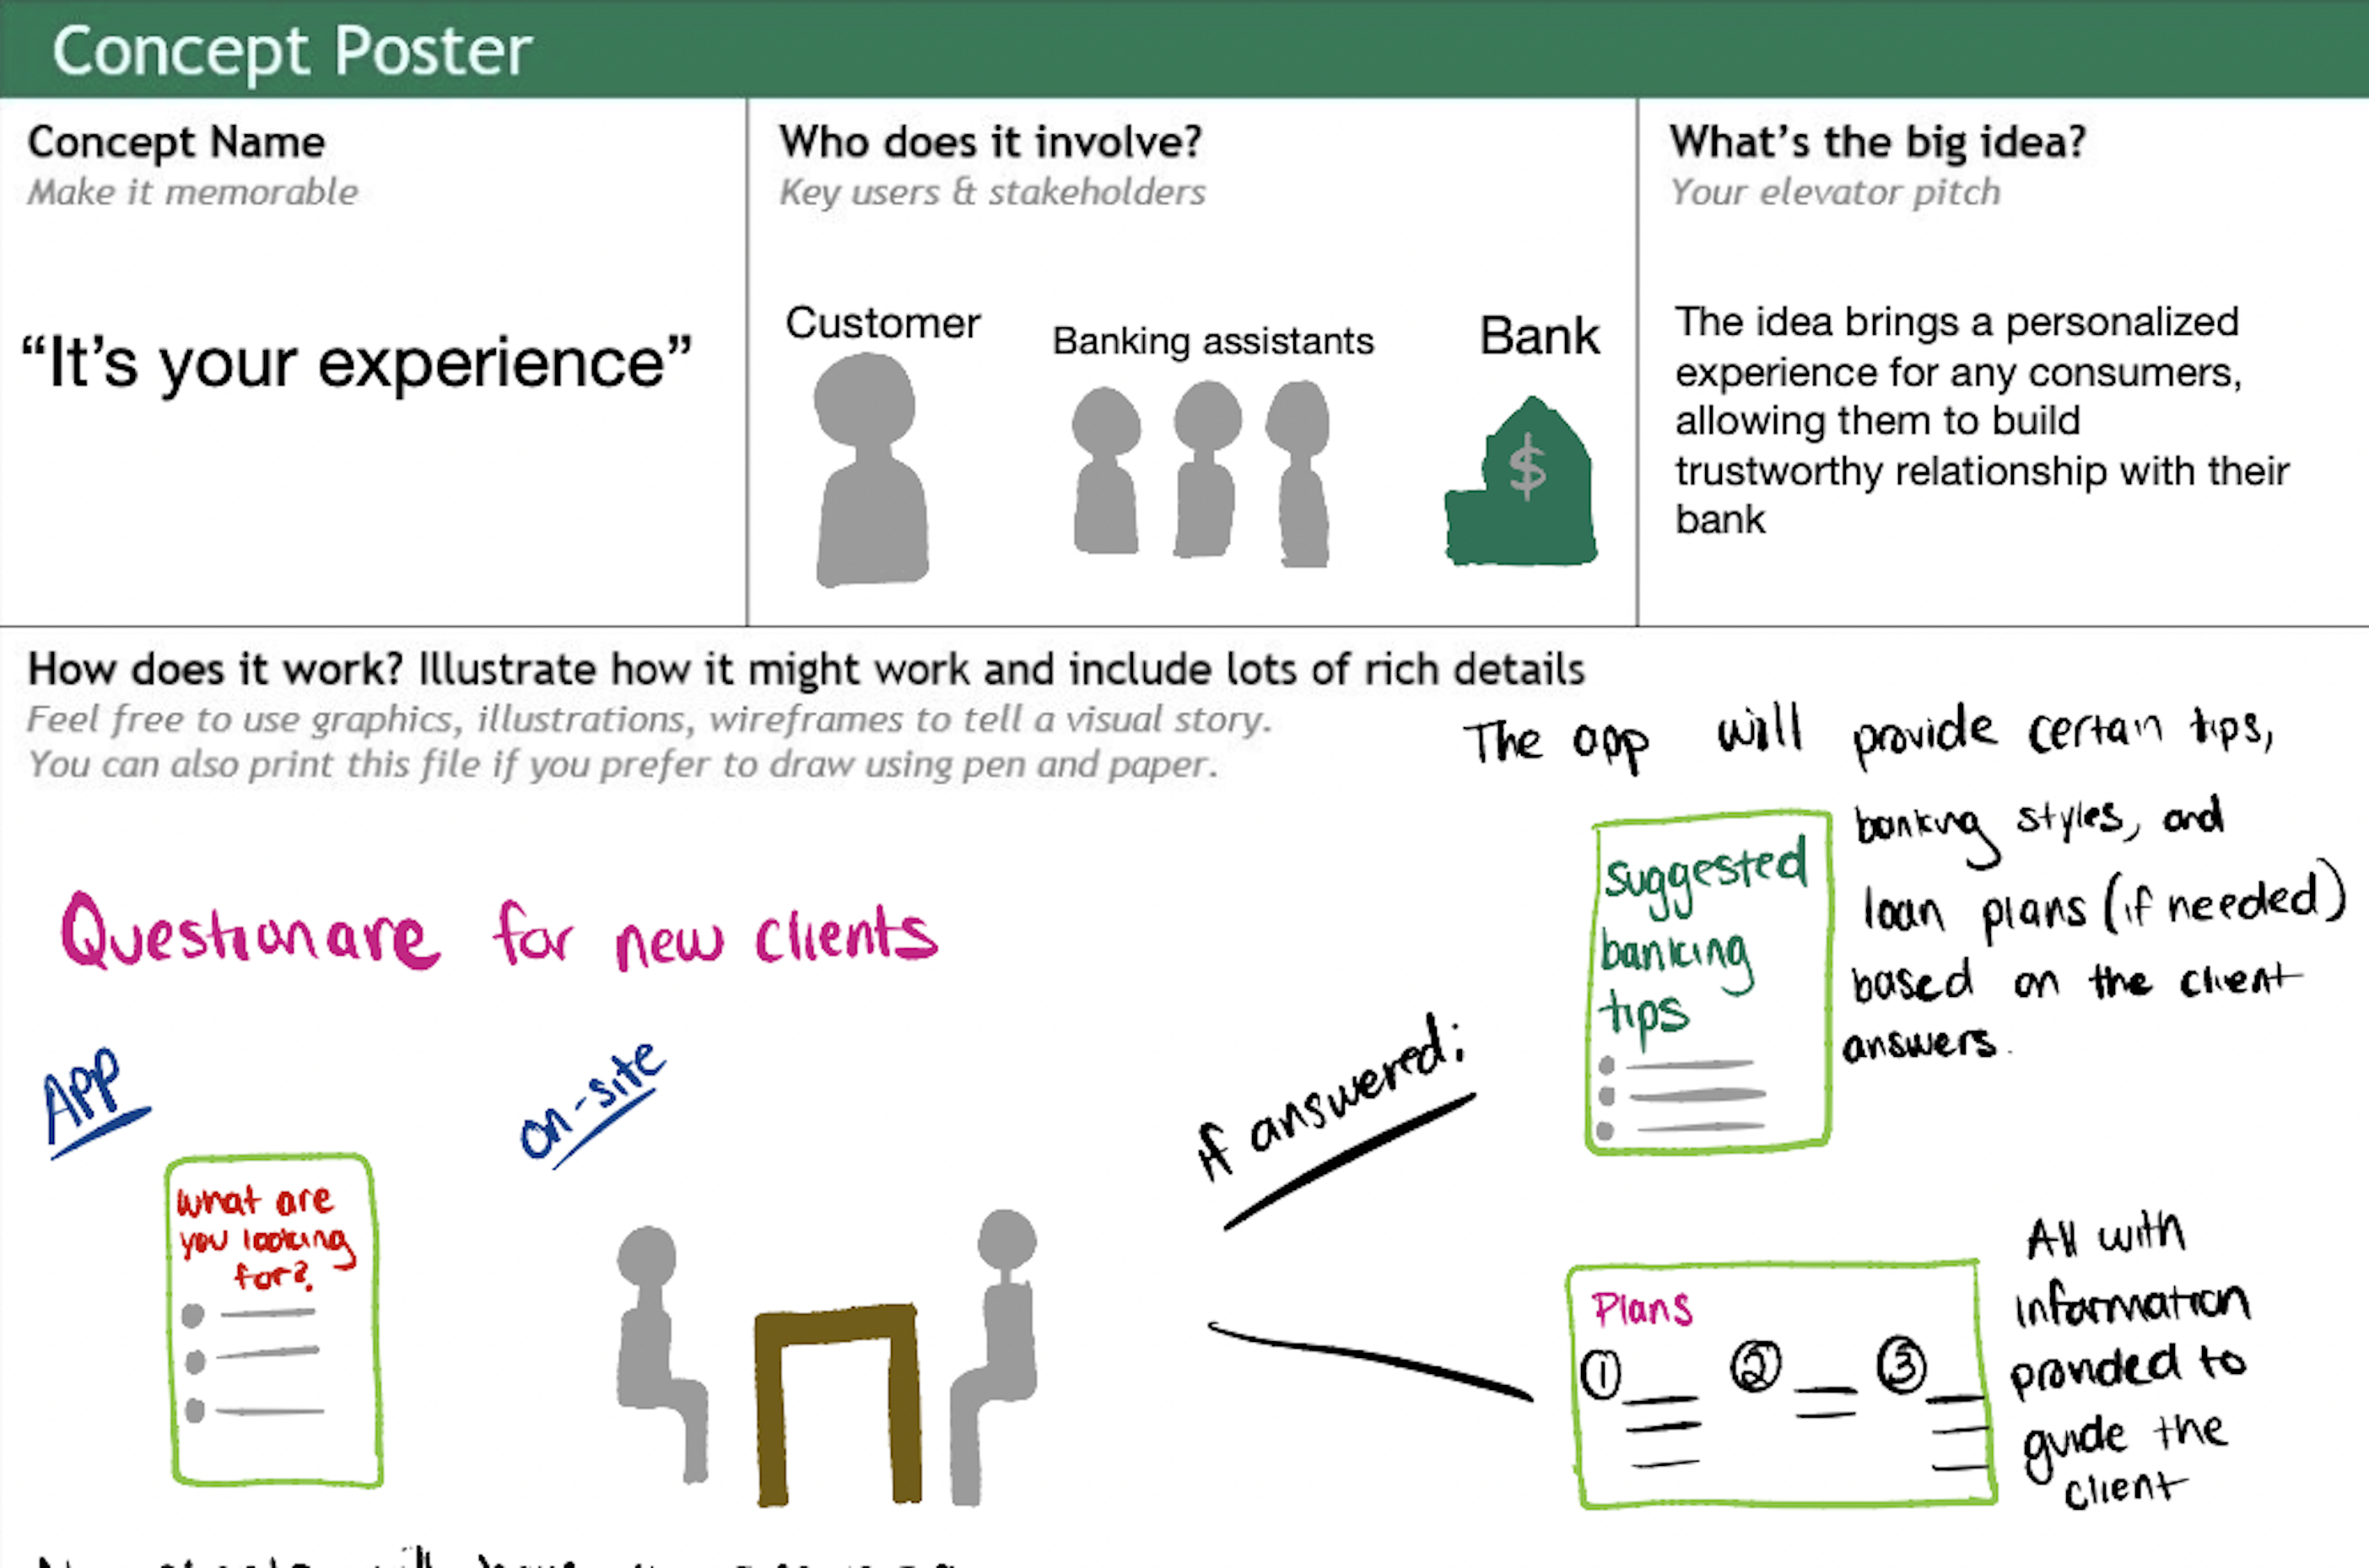 Concept Poster
Concept Name
Make it memorable
“It’s your experience”
Who does it involve?
Key users & stakeholders
Customer
Banking assistants
Bank
$
What’s the big idea?
Your elevator pitch
The idea brings a personalized
experience for any consumers,
allowing them to build
trustworthy relationship with their
bank
How does it work? Illustrate how it might work and include lots of rich details
Feel free to use graphics, illustrations, wireframes to tell a visual story.
You can also print this file if you prefer to draw using pen and paper.
Questionare for new clients
App
What are
you looking
for?
on-site
If answered:
The app will provide certain tips,
banking styles, and
loan plans (if needed)
based on the client
answers.
Suggested
banking
tips
Plans
1 2 3
All with
information
provided to
guide the
client
will have